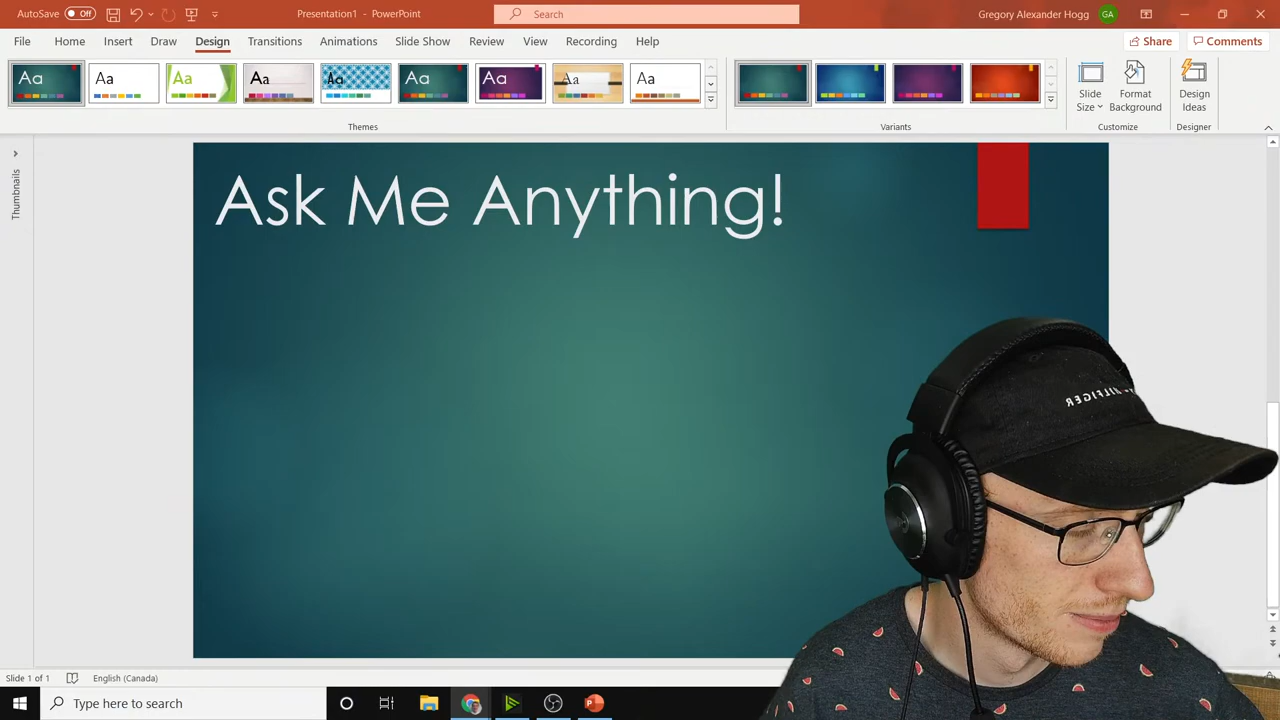 AutoSave Off
Presentation1 - PowerPoint
Search
Gregory Alexander Hogg GA
File Home Insert Draw Design Transitions Animations Slide Show Review View Recording Help
Share Comments
Aa Aa Aa Aa Aa Aa Aa Aa Aa
Slide Size
Format Background
Design Ideas
Themes
Variants
Customize
Designer
Thumbnails
Ask Me Anything!
HILFIGER
Slide 1 of 1
English (Canada)
Type here to search